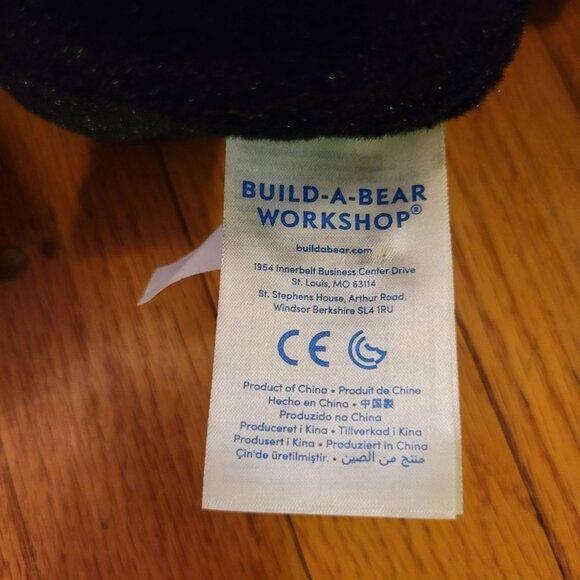 BUILD-A-BEAR
WORKSHOP®
buildabear.com
1954 Innerbelt Business Center Drive
St. Louis, MO 63114
St. Stephens House, Arthur Road,
Windsor Berkshire SL4 1RU
CE
Product of China • Produit de Chine
Hecho en China • 中国製
Produzido na China
Produceret i Kina • Tillverkad i Kina
Produsert i Kina • Produziert in China
Çin'de üretilmiştir. • منتج من الصين